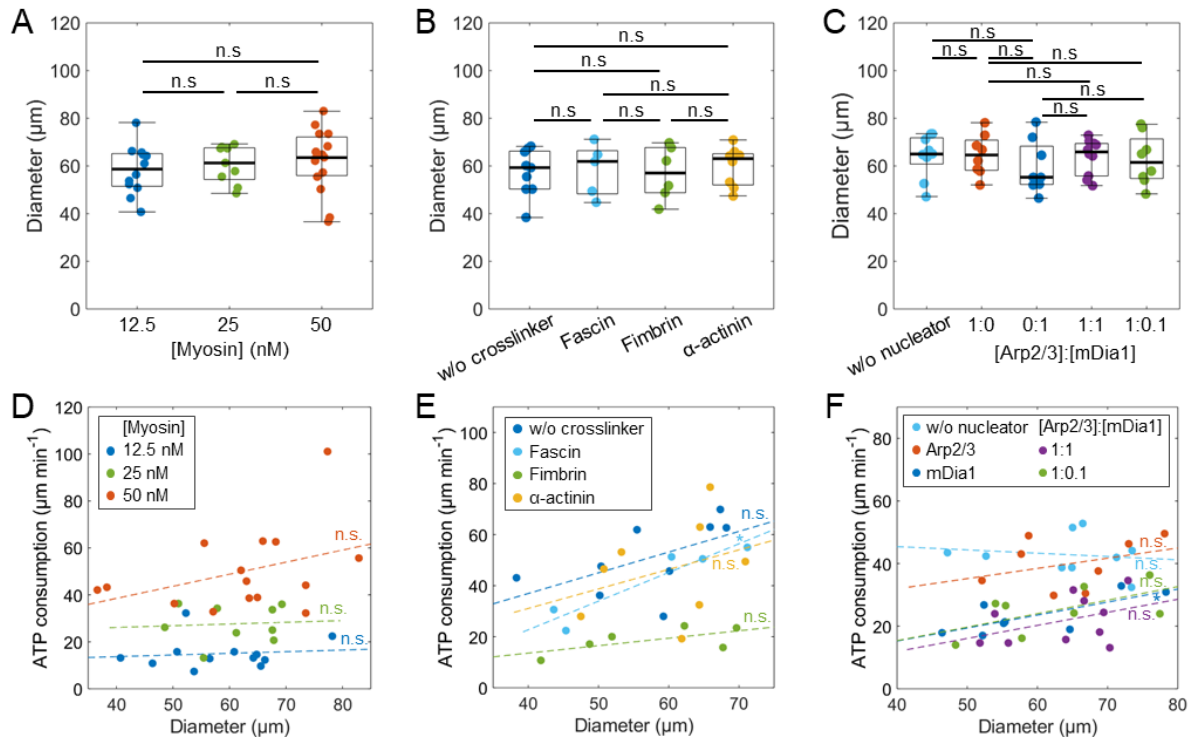 A
120
100
80
60
40
20
0
Diameter (µm)
n.s
n.s
n.s
12.5
25
50
[Myosin] (nM)
B
120
100
80
60
40
20
0
Diameter (µm)
n.s
n.s
n.s
n.s
n.s
n.s
w/o crosslinker
Fascin
Fimbrin
α-actinin
C
120
100
80
60
40
20
0
Diameter (µm)
n.s
n.s
n.s
n.s
n.s
n.s
n.s
w/o nucleator
1:0
0:1
1:1
1:0.1
[Arp2/3]:[mDia1]
D
120
100
80
60
40
20
0
ATP consumption (µm min⁻¹)
[Myosin]
12.5 nM
25 nM
50 nM
n.s.
n.s.
n.s.
40
50
60
70
80
Diameter (µm)
E
100
80
60
40
20
0
ATP consumption (µm min⁻¹)
w/o crosslinker
Fascin
Fimbrin
α-actinin
n.s.
*
n.s.
n.s.
40
50
60
70
Diameter (µm)
F
80
60
40
20
0
ATP consumption (µm min⁻¹)
w/o nucleator
[Arp2/3]:[mDia1]
Arp2/3
1:1
mDia1
1:0.1
n.s.
n.s.
n.s.
*
n.s.
40
50
60
70
80
Diameter (µm)